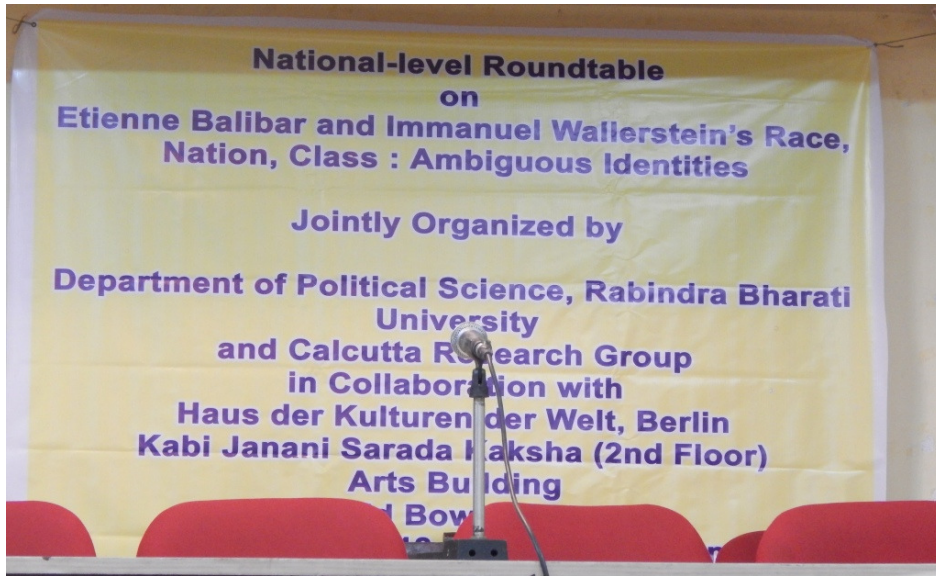 National-level Roundtable
on
Etienne Balibar and Immanuel Wallerstein's Race,
Nation, Class : Ambiguous Identities
Jointly Organized by
Department of Political Science, Rabindra Bharati
University
and Calcutta Research Group
in Collaboration with
Haus der Kulturen der Welt, Berlin
Kabi Janani Sarada Kaksha (2nd Floor)
Arts Building